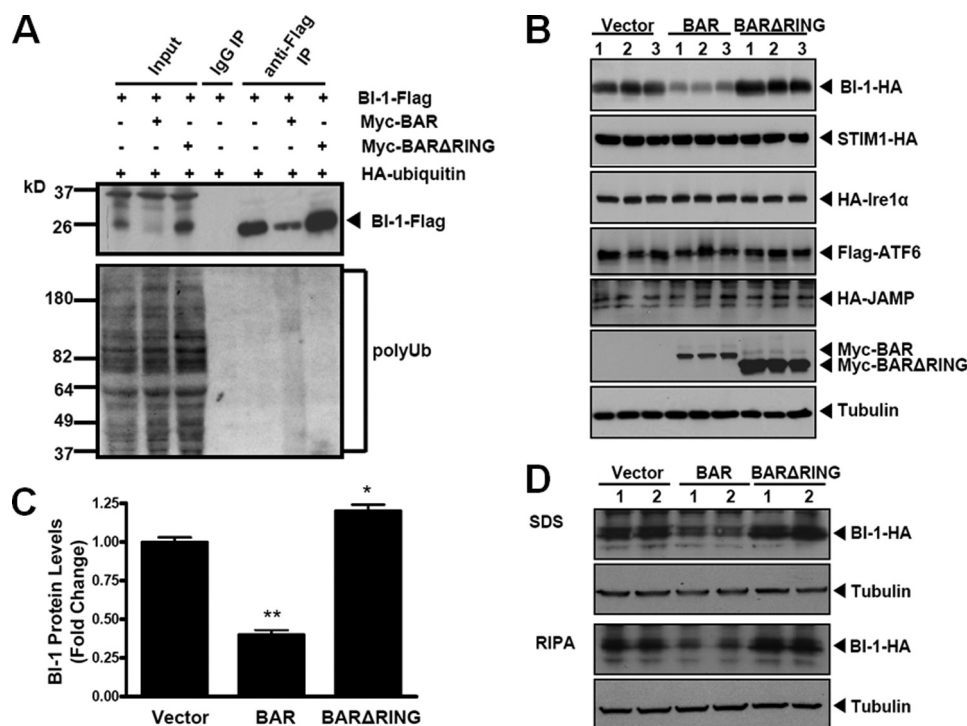 A
Input
IgG IP
anti-Flag
IP
+ + + + + + + BI-1-Flag
- + - - - + - Myc-BAR
- - + - - - + Myc-BARΔRING
+ + + + + + + HA-ubiquitin
kD
37
26
BI-1-Flag
180
82
64
49
37
polyUb
B
Vector BAR BARΔRING
1 2 3 1 2 3 1 2 3
BI-1-HA
STIM1-HA
HA-Ire1α
Flag-ATF6
HA-JAMP
Myc-BAR
Myc-BARΔRING
Tubulin
C
BI-1 Protein Levels
(Fold Change)
1.25
1.00
0.75
0.50
0.25
0.00
**
*
Vector BAR BARΔRING
D
Vector BAR BARΔRING
1 2 1 2 1 2
SDS
BI-1-HA
Tubulin
RIPA
BI-1-HA
Tubulin